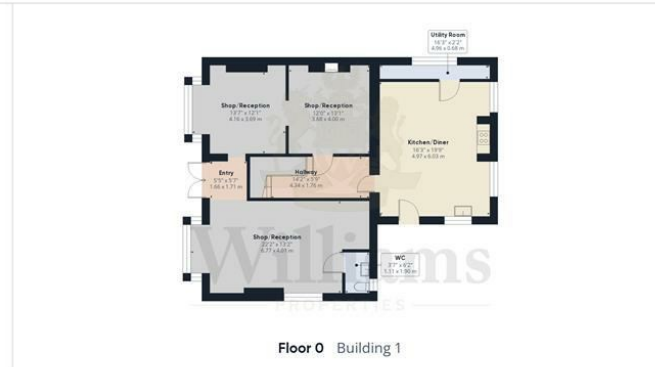 Utility Room
16'3" x 2'2"
4.96 x 0.68 m
Shop/Reception
13'7" x 12'1"
4.16 x 3.69 m
Shop/Reception
12'0" x 13'1"
3.68 x 4.00 m
Kitchen/Diner
16'3" x 19'9"
4.97 x 6.03 m
Entry
5'5" x 5'7"
1.66 x 1.71 m
Hallway
14'2" x 5'9"
4.34 x 1.76 m
Shop/Reception
22'2" x 13'2"
6.77 x 4.01 m
WC
3'7" x 6'2"
1.11 x 1.90 m
Williams
PROPERTIES
Floor 0 Building 1